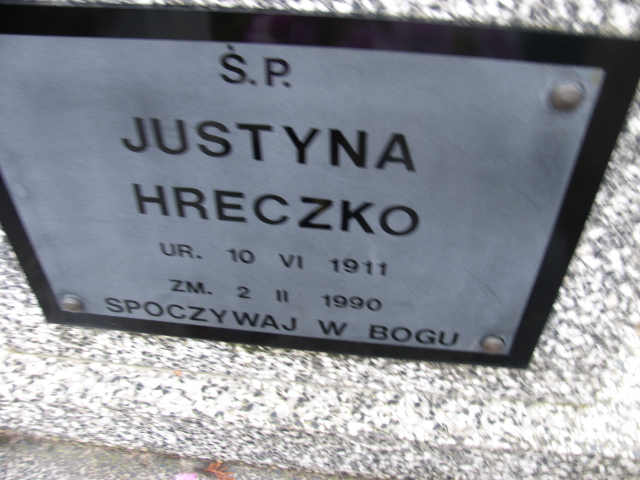 Ś.P.
JUSTYNA
HRECZKO
UR. 10 VI 1911
ZM. 2 II 1990
SPOCZYWAJ W BOGU